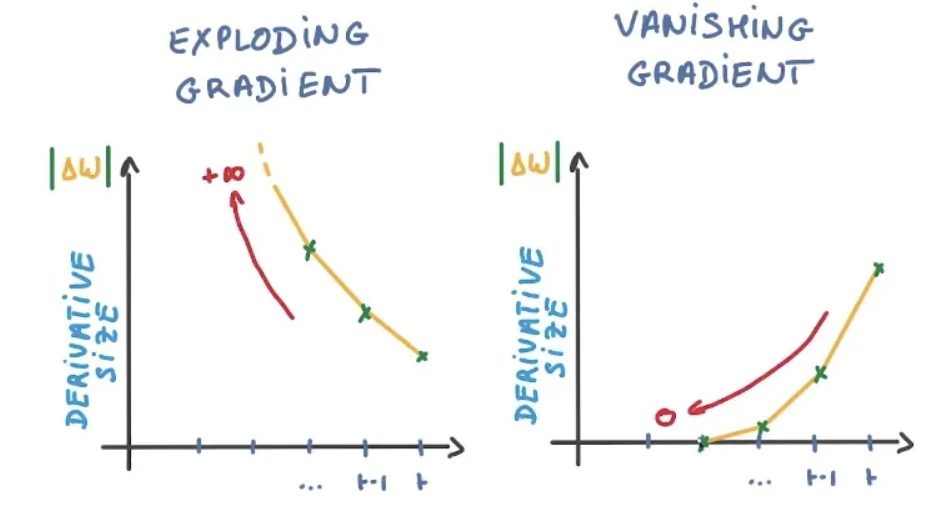 EXPLODING
GRADIENT
|ΔW|
+∞
DERIVATIVE
SIZE
... t-1 t
VANISHING
GRADIENT
|ΔW|
DERIVATIVE
SIZE
0
... t-1 t